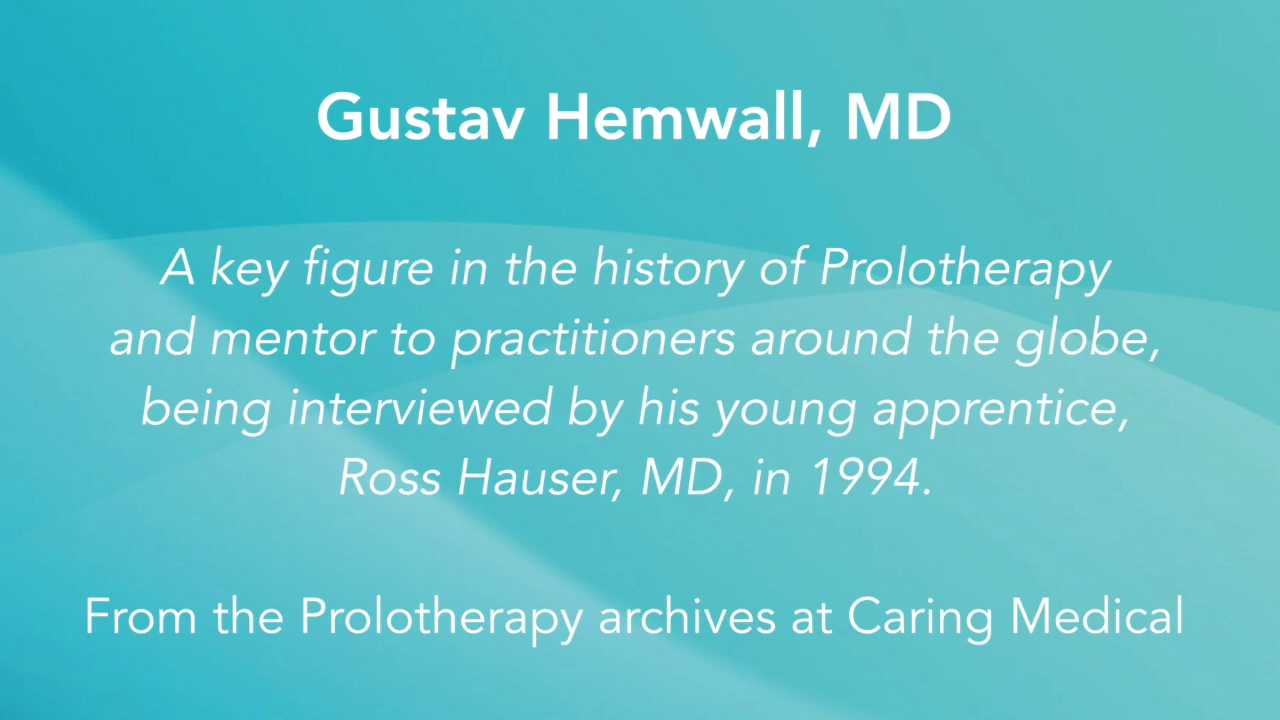 Gustav Hemwall, MD
A key figure in the history of Prolotherapy
and mentor to practitioners around the globe,
being interviewed by his young apprentice,
Ross Hauser, MD, in 1994.
From the Prolotherapy archives at Caring Medical